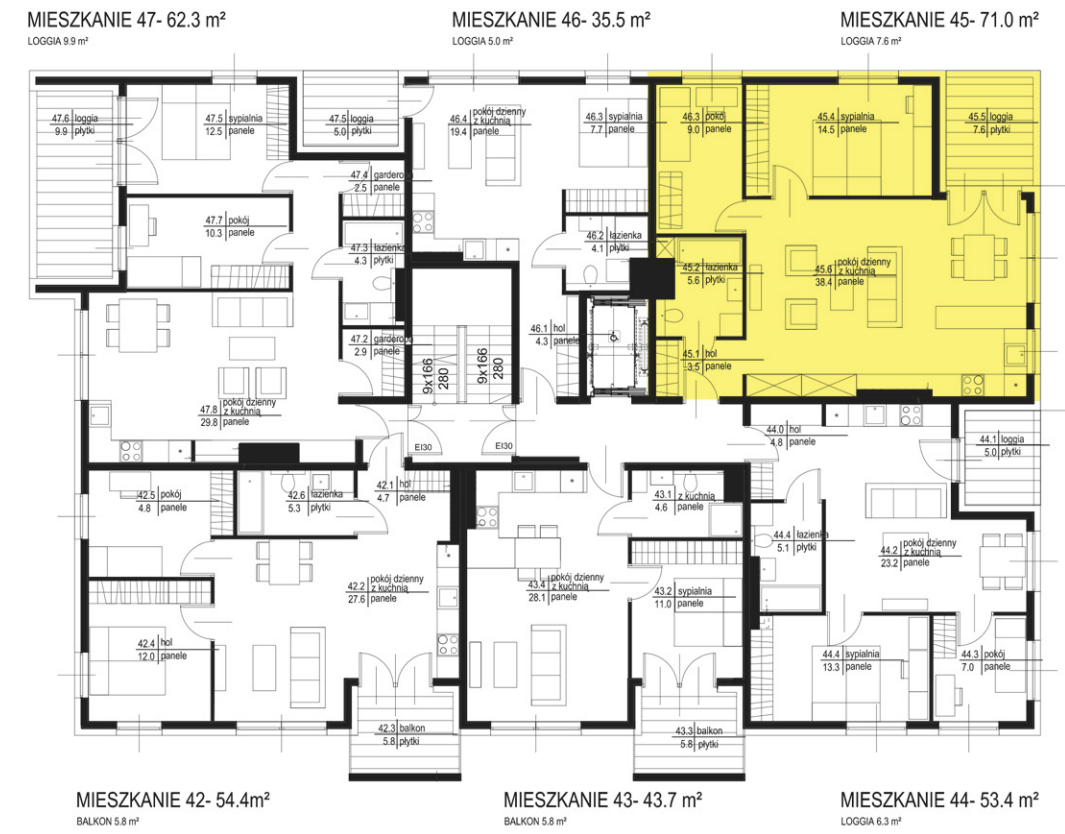 MIESZKANIE 47- 62.3 m²
LOGGIA 9.9 m²
MIESZKANIE 46- 35.5 m²
LOGGIA 5.0 m²
MIESZKANIE 45- 71.0 m²
LOGGIA 7.6 m²
47.6 loggia
9.9 płytki
47.5 sypialnia
12.5 panele
47.5 loggia
5.0 płytki
46.4 pokój dzienny
z kuchnią
19.4 panele
46.3 sypialnia
7.7 panele
46.3 pokój
9.0 panele
45.4 sypialnia
14.5 panele
45.5 loggia
7.6 płytki
47.4 garderoba
2.5 panele
47.7 pokój
10.3 panele
47.3 łazienka
4.3 płytki
46.2 łazienka
4.1 płytki
45.2 łazienka
5.6 płytki
45.6 pokój dzienny
z kuchnią
38.4 panele
47.2 garderoba
2.9 panele
46.1 hol
4.3 panele
45.1 hol
3.5 panele
9x166
280
9x166
280
47.8 pokój dzienny
z kuchnią
29.8 panele
EI30
EI30
44.0 hol
4.8 panele
44.1 loggia
5.0 płytki
42.5 pokój
4.8 panele
42.6 łazienka
5.3 płytki
42.1 hol
4.7 panele
43.1 z kuchnią
4.6 panele
44.4 łazienka
5.1 płytki
44.2 pokój dzienny
z kuchnią
23.2 panele
42.2 pokój dzienny
z kuchnią
27.6 panele
43.4 pokój dzienny
z kuchnią
28.1 panele
43.2 sypialnia
11.0 panele
42.4 hol
12.0 panele
44.4 sypialnia
13.3 panele
44.3 pokój
7.0 panele
42.3 balkon
5.8 płytki
43.3 balkon
5.8 płytki
MIESZKANIE 42- 54.4m²
BALKON 5.8 m²
MIESZKANIE 43- 43.7 m²
BALKON 5.8 m²
MIESZKANIE 44- 53.4 m²
LOGGIA 6.3 m²